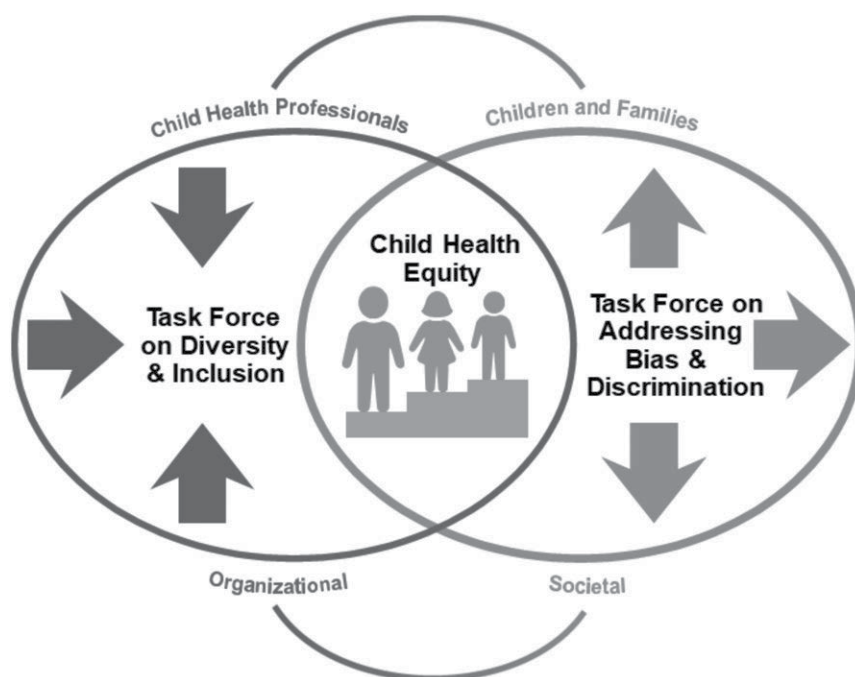 Child Health Professionals
Children and Families
Child Health
Equity
Task Force
on Diversity
& Inclusion
Task Force on
Addressing
Bias &
Discrimination
Organizational
Societal